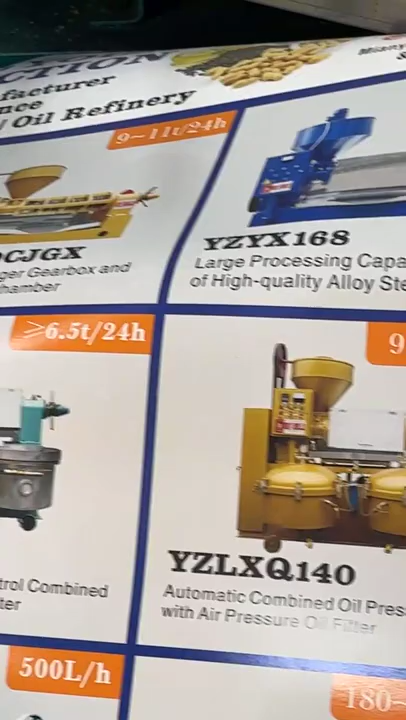 CTION
Miany
facturer
nce
/ Oil Refinery
9~11t/24h
CJGX
ger Gearbox and
hamber
YZYX168
Large Processing Capa
of High-quality Alloy Ste
≥6.5t/24h
9
trol Combined
ter
YZLXQ140
Automatic Combined Oil Pres
with Air Pressure Oil Filter
500L/h
180~